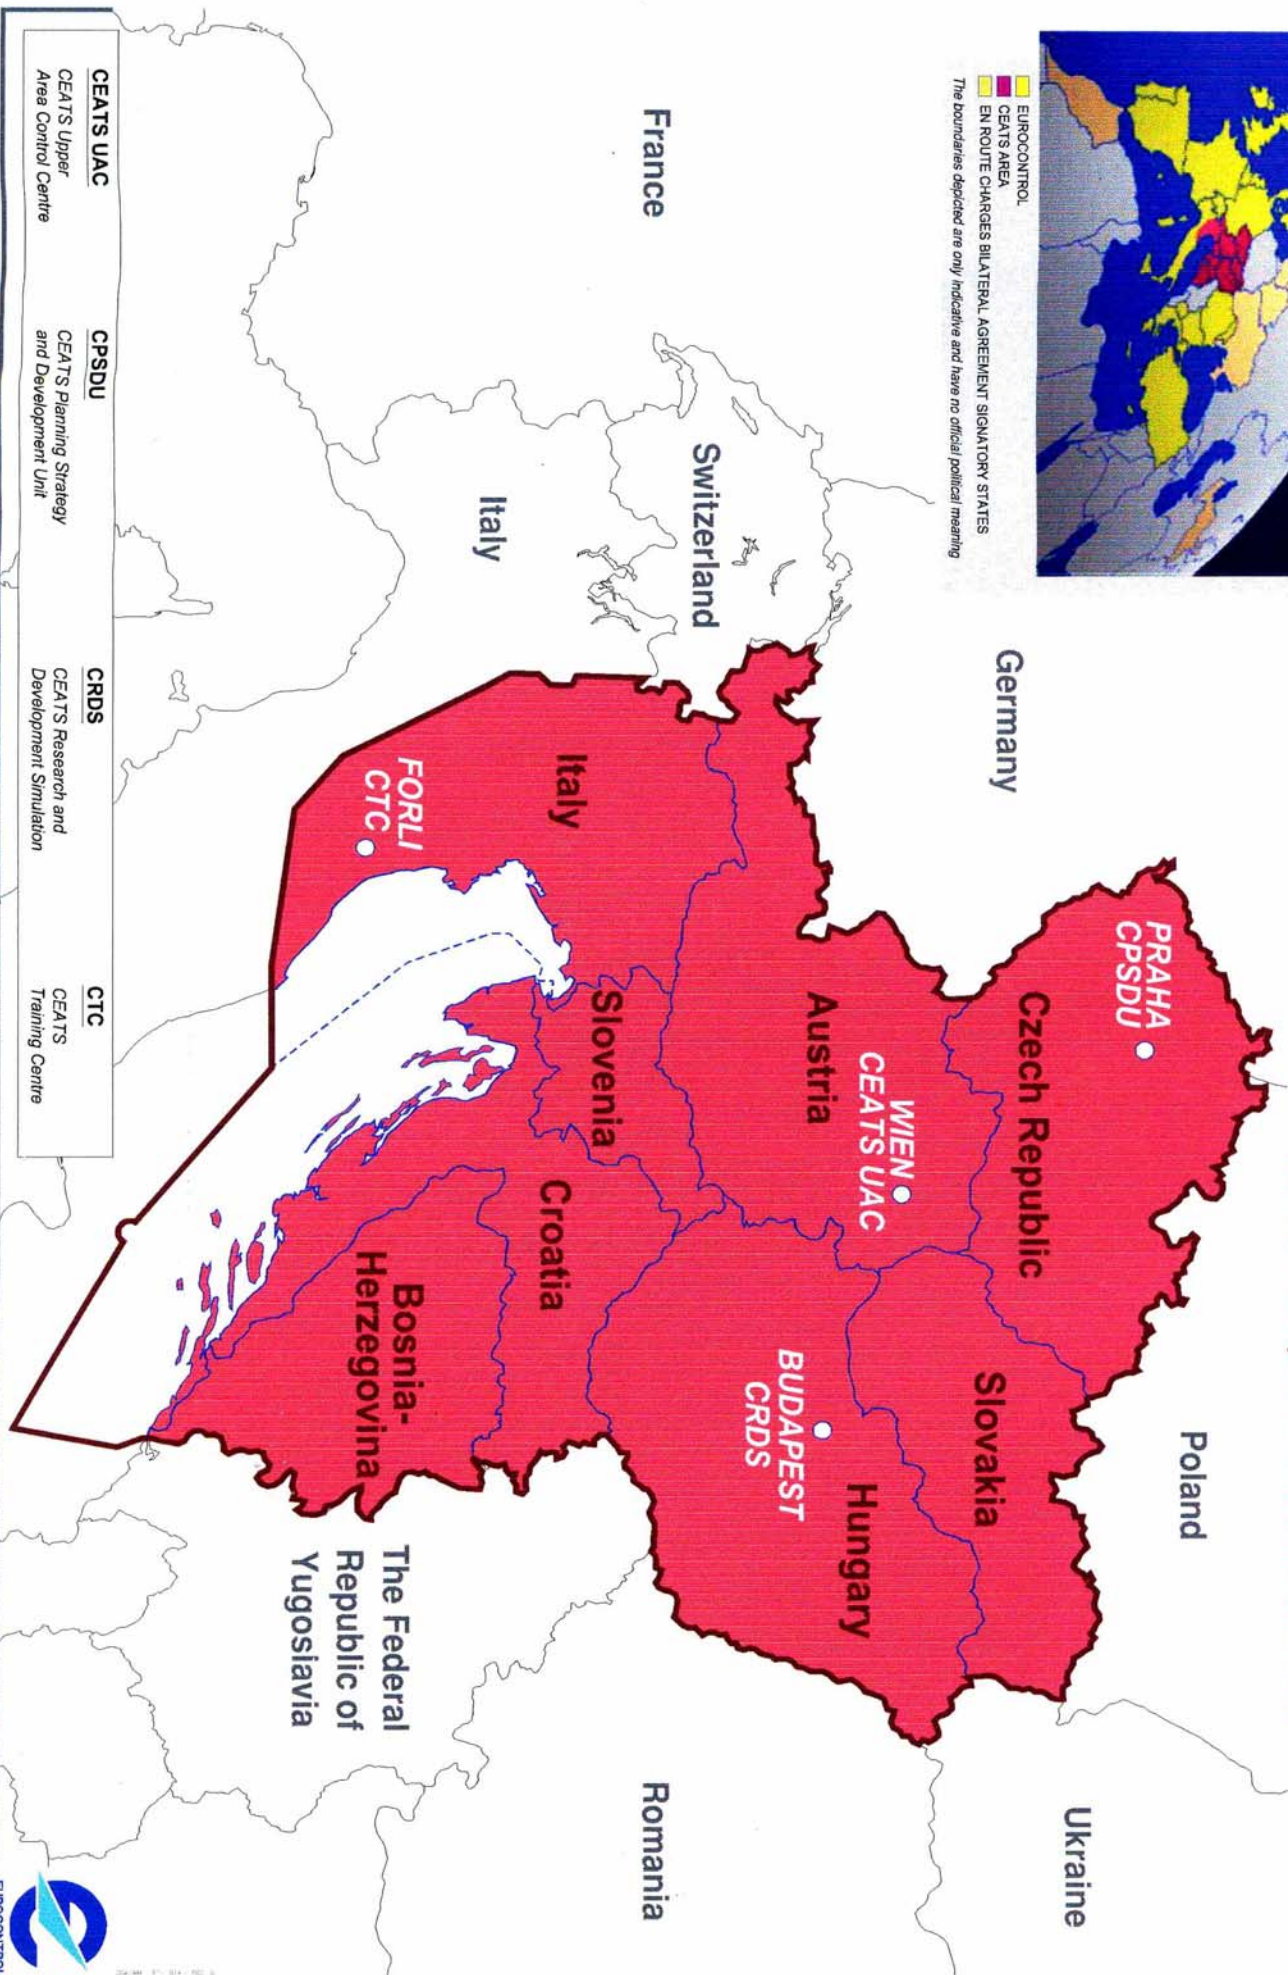 EUROCONTROL
CEATS AREA
EN ROUTE CHARGES BILATERAL AGREEMENT SIGNATORY STATES
The boundaries depicted are only indicative and have no official political meaning
Poland
Ukraine
Germany
PRAHA
CPSDU
Czech Republic
Slovakia
WIEN
CEATS UAC
Austria
Hungary
BUDAPEST
CRDS
France
Switzerland
Romania
Slovenia
Italy
Croatia
Italy
FORLI
CTC
Bosnia-
Herzegovina
The Federal
Republic of
Yugoslavia
CEATS UAC
CEATS Upper
Area Control Centre
CPSDU
CEATS Planning Strategy
and Development Unit
CRDS
CEATS Research and
Development Simulation
CTC
CEATS
Training Centre
EUROCONTROL